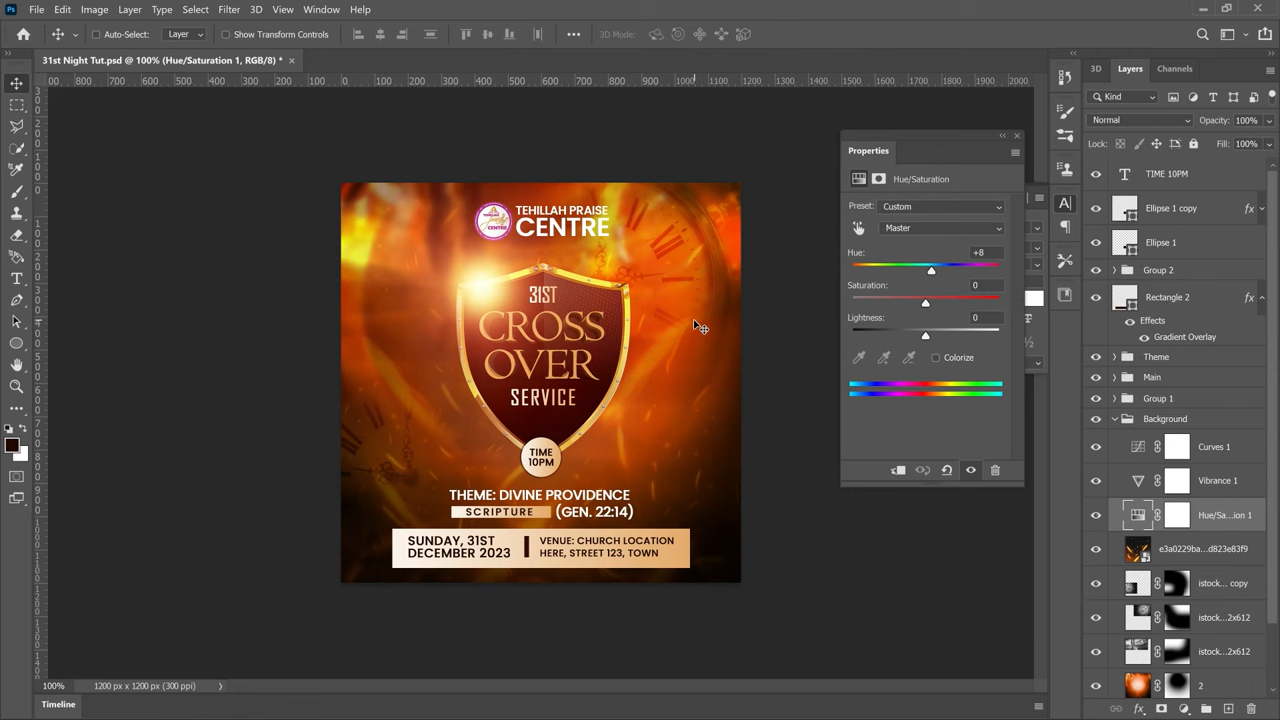 Ps File Edit Image Layer Type Select Filter 3D View Window Help
Auto-Select: Layer Show Transform Controls 3D Mode:
31st Night Tut.psd @ 100% (Hue/Saturation 1, RGB/8) * ×
3D Layers Channels
Kind
Normal Opacity: 100%
Lock: Fill: 100%
TIME 10PM
Ellipse 1 copy fx
Ellipse 1
Group 2
Rectangle 2 fx
Effects
Gradient Overlay
Theme
Main
Group 1
Background
Curves 1
Vibrance 1
Hue/Sa...ion 1
e3a0229ba...d823e83f9
istock... copy
istock...2x612
istock...2x612
2
Properties
Hue/Saturation
Preset: Custom
Master
Hue: +8
Saturation: 0
Lightness: 0
Colorize
TEHILLAH PRAISE
CENTRE
31ST
CROSS
OVER
SERVICE
TIME
10PM
THEME: DIVINE PROVIDENCE
SCRIPTURE (GEN. 22:14)
SUNDAY, 31ST
DECEMBER 2023
VENUE: CHURCH LOCATION
HERE, STREET 123, TOWN
100% 1200 px x 1200 px (300 ppi)
Timeline